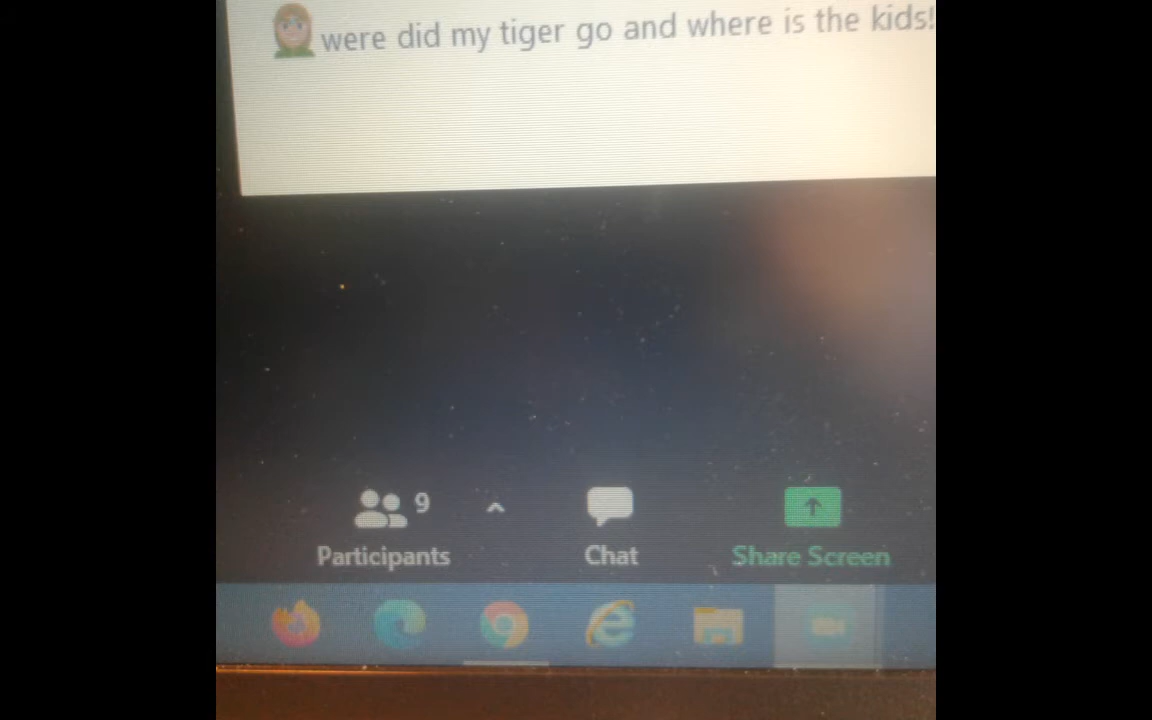 were did my tiger go and where is the kids!
9
Participants
Chat
Share Screen